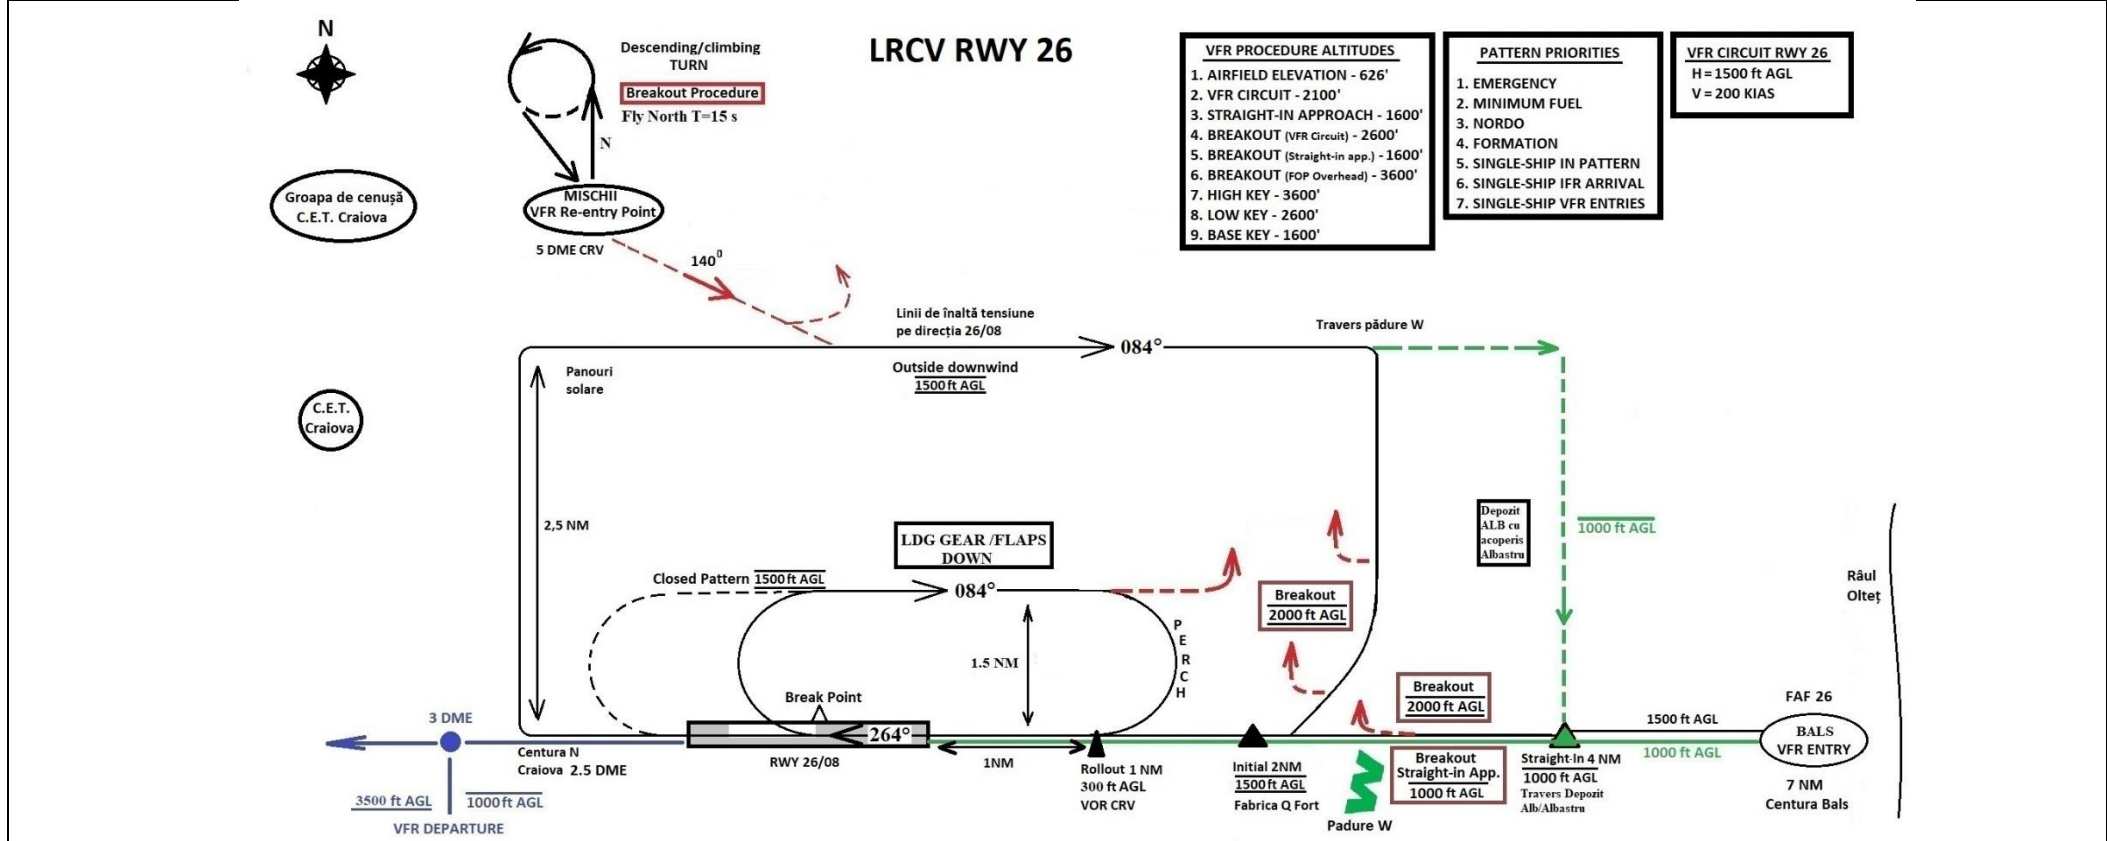 N
Descending/climbing
TURN
Breakout Procedure
Fly North T=15 s
N
LRCV RWY 26
VFR PROCEDURE ALTITUDES
1. AIRFIELD ELEVATION - 626'
2. VFR CIRCUIT - 2100'
3. STRAIGHT-IN APPROACH - 1600'
4. BREAKOUT (VFR Circuit) - 2600'
5. BREAKOUT (Straight-in app.) - 1600'
6. BREAKOUT (FOP Overhead) - 3600'
7. HIGH KEY - 3600'
8. LOW KEY - 2600'
9. BASE KEY - 1600'
PATTERN PRIORITIES
1. EMERGENCY
2. MINIMUM FUEL
3. NORDO
4. FORMATION
5. SINGLE-SHIP IN PATTERN
6. SINGLE-SHIP IFR ARRIVAL
7. SINGLE-SHIP VFR ENTRIES
VFR CIRCUIT RWY 26
H = 1500 ft AGL
V = 200 KIAS
Groapa de cenușă
C.E.T. Craiova
MISCHII
VFR Re-entry Point
5 DME CRV
140⁰
Linii de înaltă tensiune
pe direcția 26/08
Travers pădure W
084°
Outside downwind
1500 ft AGL
Panouri
solare
C.E.T.
Craiova
2,5 NM
LDG GEAR /FLAPS
DOWN
Closed Pattern 1500 ft AGL
084°
1.5 NM
PERCH
Breakout
2000 ft AGL
Depozit
ALB cu
acoperis
Albastru
1000 ft AGL
Râul
Olteț
Break Point
264°
RWY 26/08
3 DME
Centura N
Craiova 2.5 DME
3500 ft AGL
1000 ft AGL
VFR DEPARTURE
1NM
Rollout 1 NM
300 ft AGL
VOR CRV
Initial 2NM
1500 ft AGL
Fabrica Q Fort
Breakout
2000 ft AGL
Breakout
Straight-in App.
1000 ft AGL
Padure W
Straight-In 4 NM
1000 ft AGL
Travers Depozit
Alb/Albastru
1500 ft AGL
1000 ft AGL
FAF 26
BALS
VFR ENTRY
7 NM
Centura Bals